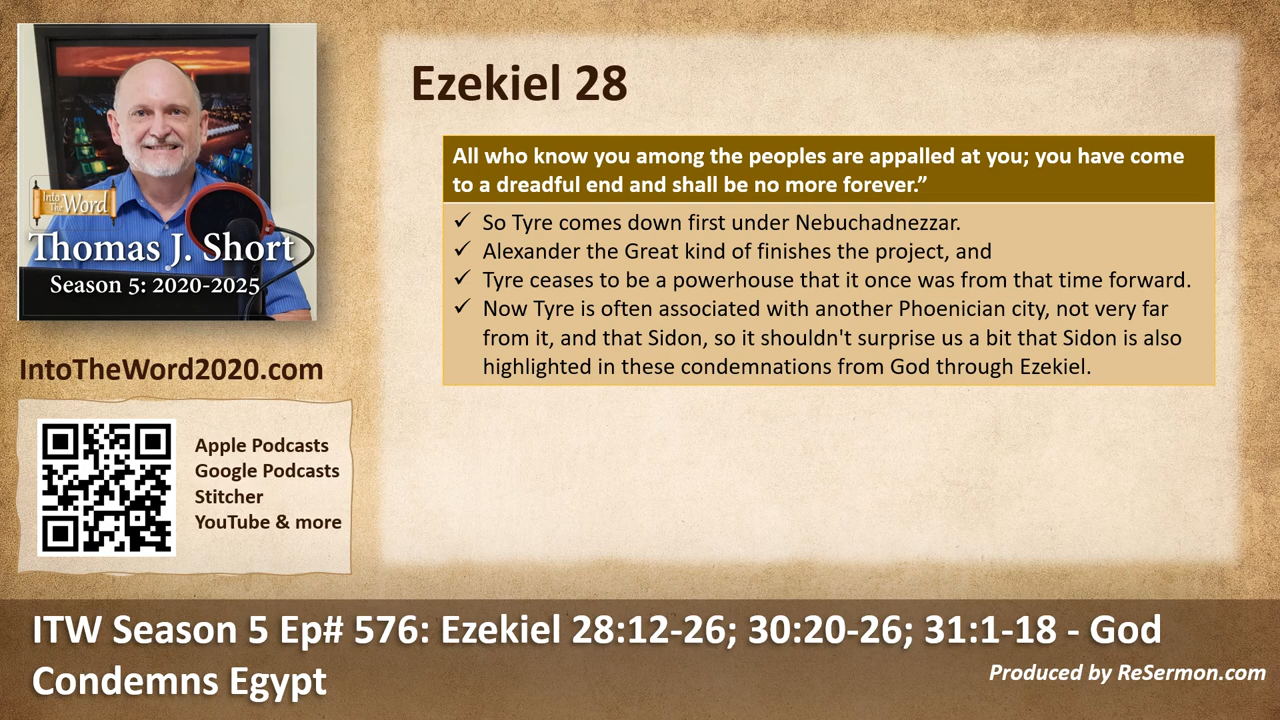 Into
The Word
Thomas J. Short
Season 5: 2020-2025
IntoTheWord2020.com
Apple Podcasts
Google Podcasts
Stitcher
YouTube & more
Ezekiel 28
All who know you among the peoples are appalled at you; you have come
to a dreadful end and shall be no more forever.”
✓ So Tyre comes down first under Nebuchadnezzar.
✓ Alexander the Great kind of finishes the project, and
✓ Tyre ceases to be a powerhouse that it once was from that time forward.
✓ Now Tyre is often associated with another Phoenician city, not very far
from it, and that Sidon, so it shouldn't surprise us a bit that Sidon is also
highlighted in these condemnations from God through Ezekiel.
ITW Season 5 Ep# 576: Ezekiel 28:12-26; 30:20-26; 31:1-18 - God
Condemns Egypt
Produced by ReSermon.com